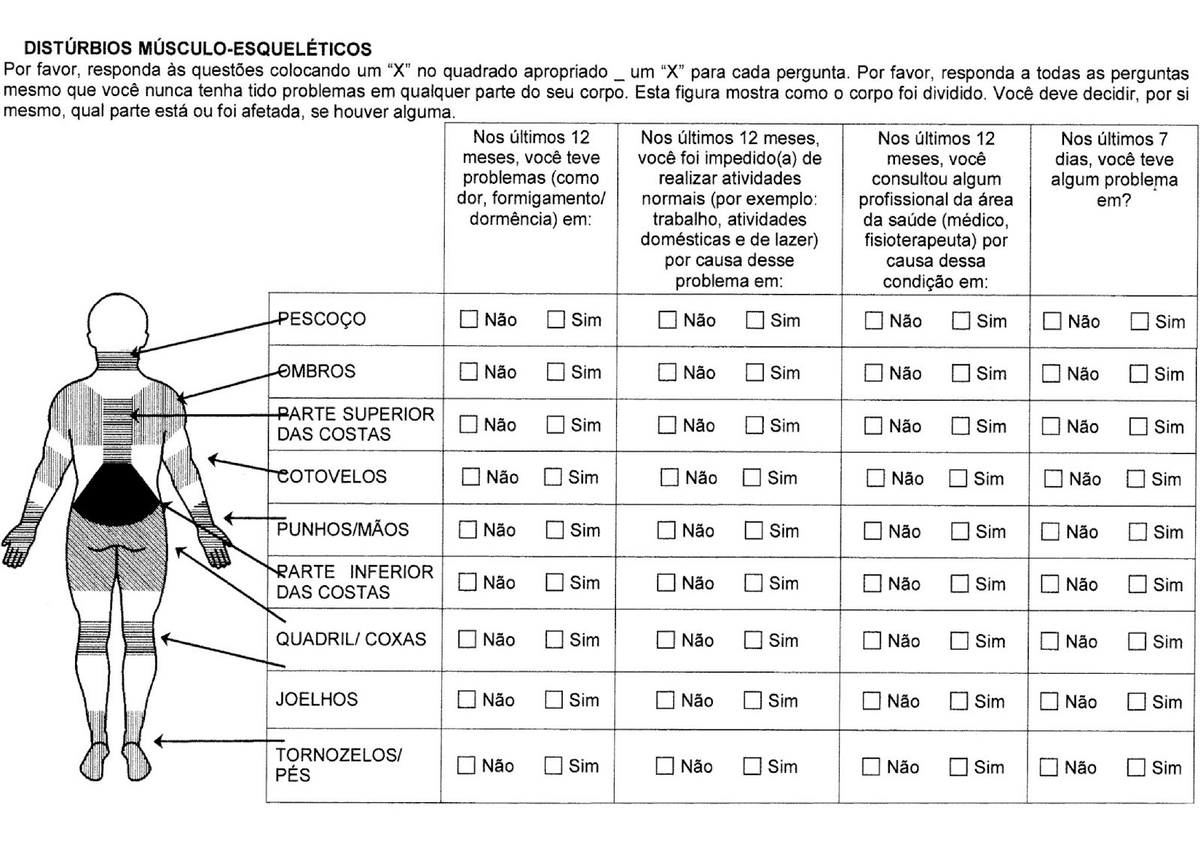 DISTÚRBIOS MÚSCULO-ESQUELÉTICOS
Por favor, responda às questões colocando um “X” no quadrado apropriado _ um “X” para cada pergunta. Por favor, responda a todas as perguntas
mesmo que você nunca tenha tido problemas em qualquer parte do seu corpo. Esta figura mostra como o corpo foi dividido. Você deve decidir, por si
mesmo, qual parte está ou foi afetada, se houver alguma.
Nos últimos 12
meses, você teve
problemas (como
dor, formigamento/
dormência) em:
Nos últimos 12 meses,
você foi impedido(a) de
realizar atividades
normais (por exemplo:
trabalho, atividades
domésticas e de lazer)
por causa desse
problema em:
Nos últimos 12
meses, você
consultou algum
profissional da área
da saúde (médico,
fisioterapeuta) por
causa dessa
condição em:
Nos últimos 7
dias, você teve
algum problema
em?
PESCOÇO Não Sim Não Sim Não Sim Não Sim
OMBROS Não Sim Não Sim Não Sim Não Sim
PARTE SUPERIOR
DAS COSTAS Não Sim Não Sim Não Sim Não Sim
COTOVELOS Não Sim Não Sim Não Sim Não Sim
PUNHOS/MÃOS Não Sim Não Sim Não Sim Não Sim
PARTE INFERIOR
DAS COSTAS Não Sim Não Sim Não Sim Não Sim
QUADRIL/ COXAS Não Sim Não Sim Não Sim Não Sim
JOELHOS Não Sim Não Sim Não Sim Não Sim
TORNOZELOS/
PÉS Não Sim Não Sim Não Sim Não Sim